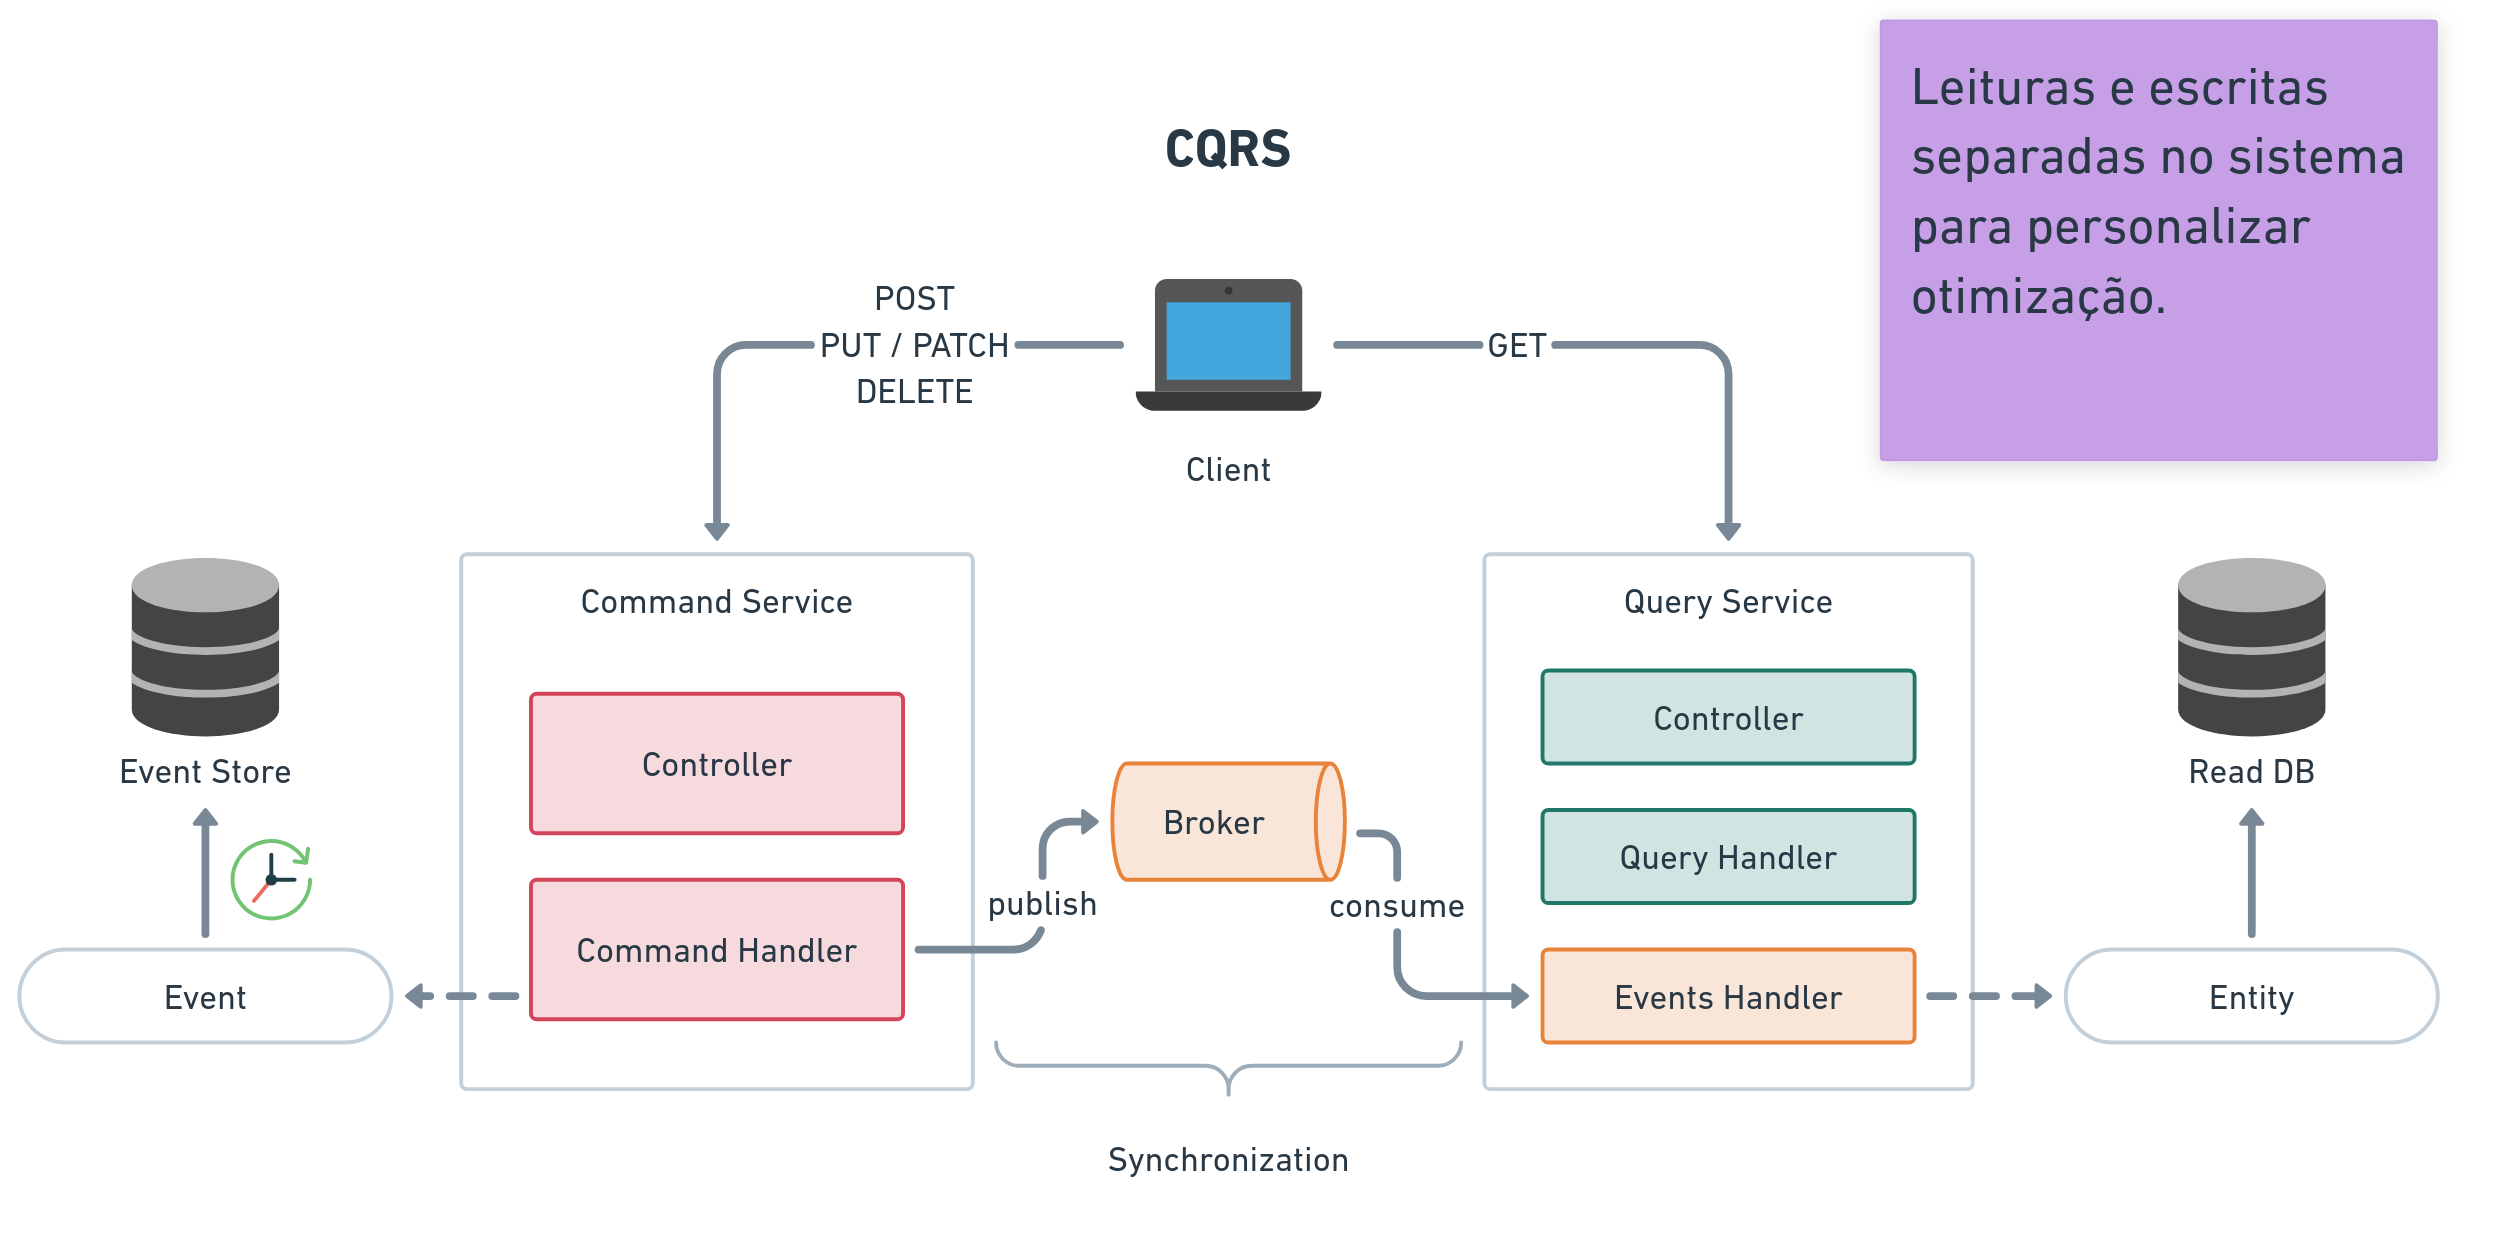 CQRS
Leituras e escritas
separadas no sistema
para personalizar
otimização.
POST
PUT / PATCH
DELETE
GET
Client
Command Service
Query Service
Controller
Controller
Event Store
Read DB
Broker
Query Handler
publish
consume
Command Handler
Event
Events Handler
Entity
Synchronization